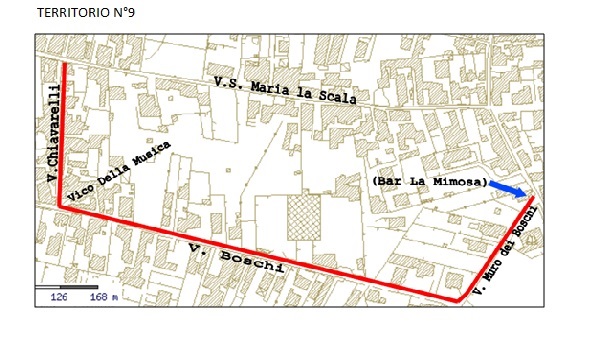 TERRITORIO N°9
V.S. Maria la Scala
V.Chiavarelli
Vico Della Musica
(Bar La Mimosa)
V. Muro dei Boschi
V. Boschi
126 168 m